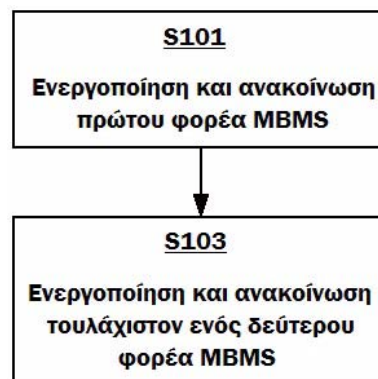 S101
Ενεργοποίηση και ανακοίνωση
πρώτου φορέα MBMS
S103
Ενεργοποίηση και ανακοίνωση
τουλάχιστον ενός δεύτερου
φορέα MBMS